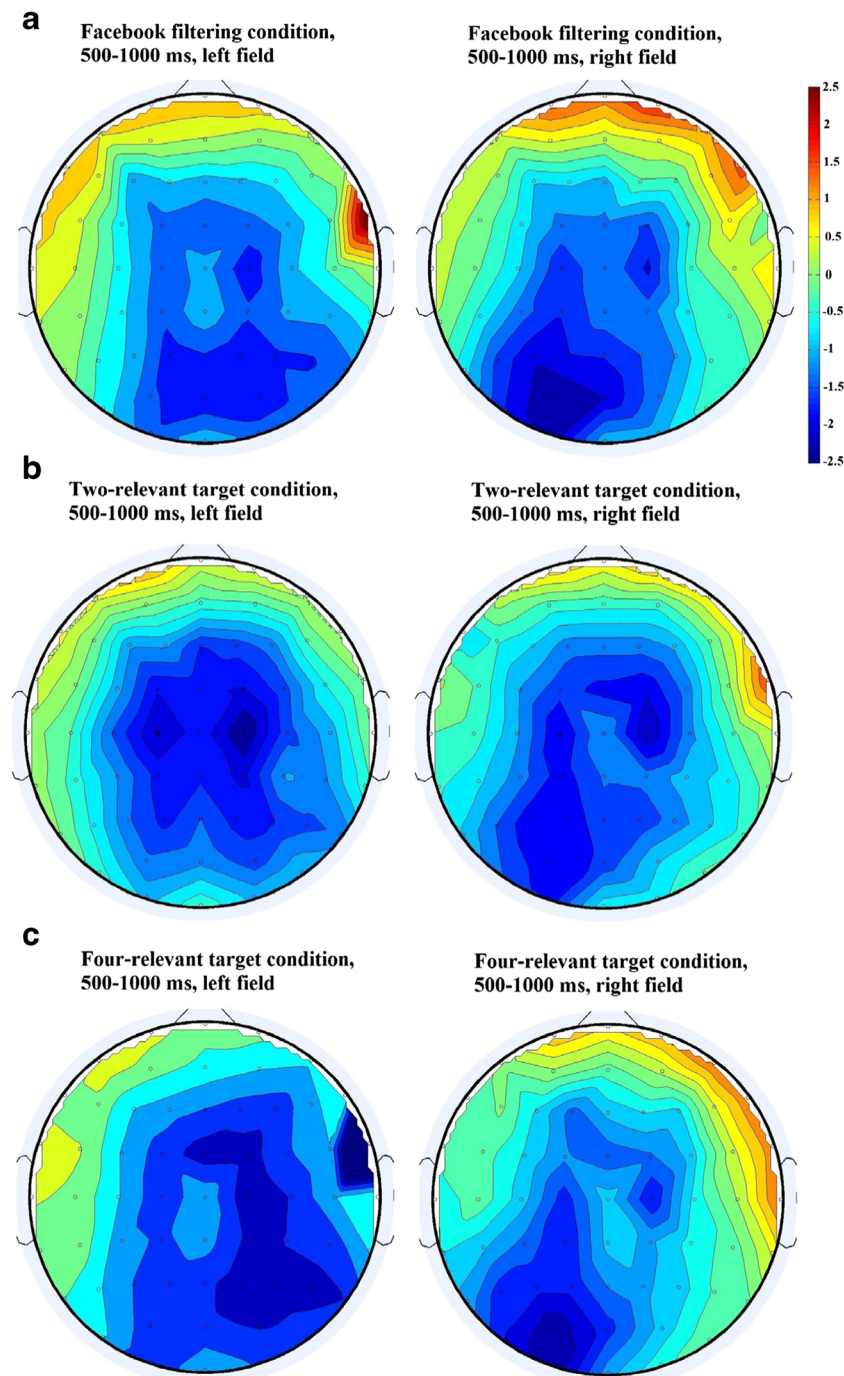 a
Facebook filtering condition,
500-1000 ms, left field
Facebook filtering condition,
500-1000 ms, right field
2.5
2
1.5
1
0.5
0
-0.5
-1
-1.5
-2
-2.5
b
Two-relevant target condition,
500-1000 ms, left field
Two-relevant target condition,
500-1000 ms, right field
c
Four-relevant target condition,
500-1000 ms, left field
Four-relevant target condition,
500-1000 ms, right field